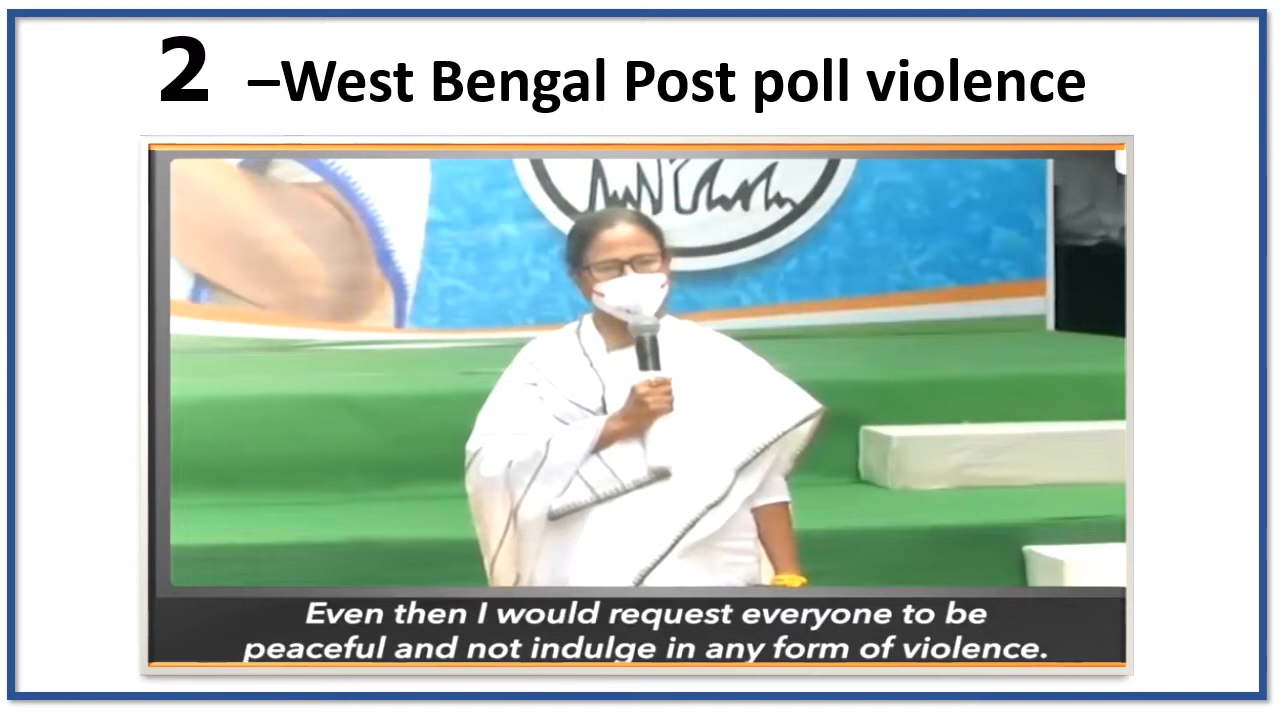 2 –West Bengal Post poll violence
Even then I would request everyone to be
peaceful and not indulge in any form of violence.